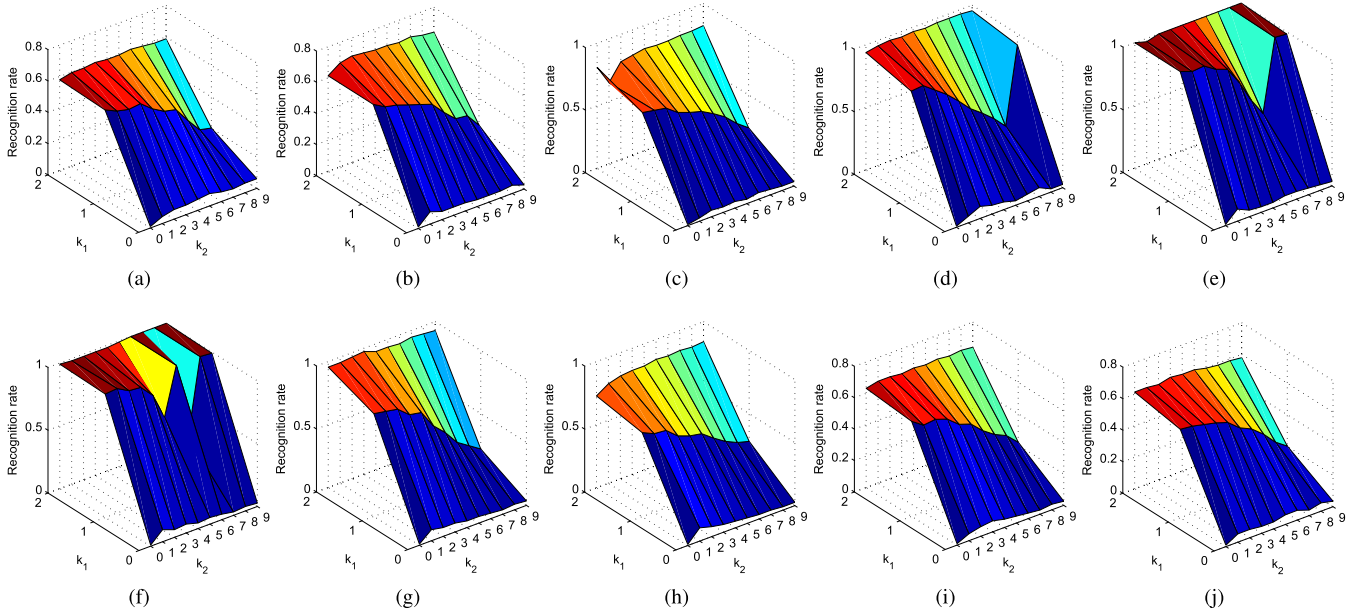 0.8
0.6
0.4
0.2
0
Recognition rate
2
1
0
k1
0 1 2 3 4 5 6 7 8 9
k2
(a)
0.8
0.6
0.4
0.2
0
Recognition rate
2
1
0
k1
0 1 2 3 4 5 6 7 8 9
k2
(b)
1
0.5
0
Recognition rate
2
1
0
k1
0 1 2 3 4 5 6 7 8 9
k2
(c)
1
0.5
0
Recognition rate
2
1
0
k1
0 1 2 3 4 5 6 7 8 9
k2
(d)
1
0.5
0
Recognition rate
2
1
0
k1
0 1 2 3 4 5 6 7 8 9
k2
(e)
1
0.5
0
Recognition rate
2
1
0
k1
0 1 2 3 4 5 6 7 8 9
k2
(f)
1
0.5
0
Recognition rate
2
1
0
k1
0 1 2 3 4 5 6 7 8 9
k2
(g)
1
0.5
0
Recognition rate
2
1
0
k1
0 1 2 3 4 5 6 7 8 9
k2
(h)
0.8
0.6
0.4
0.2
0
Recognition rate
2
1
0
k1
0 1 2 3 4 5 6 7 8 9
k2
(i)
0.8
0.6
0.4
0.2
0
Recognition rate
2
1
0
k1
0 1 2 3 4 5 6 7 8 9
k2
(j)